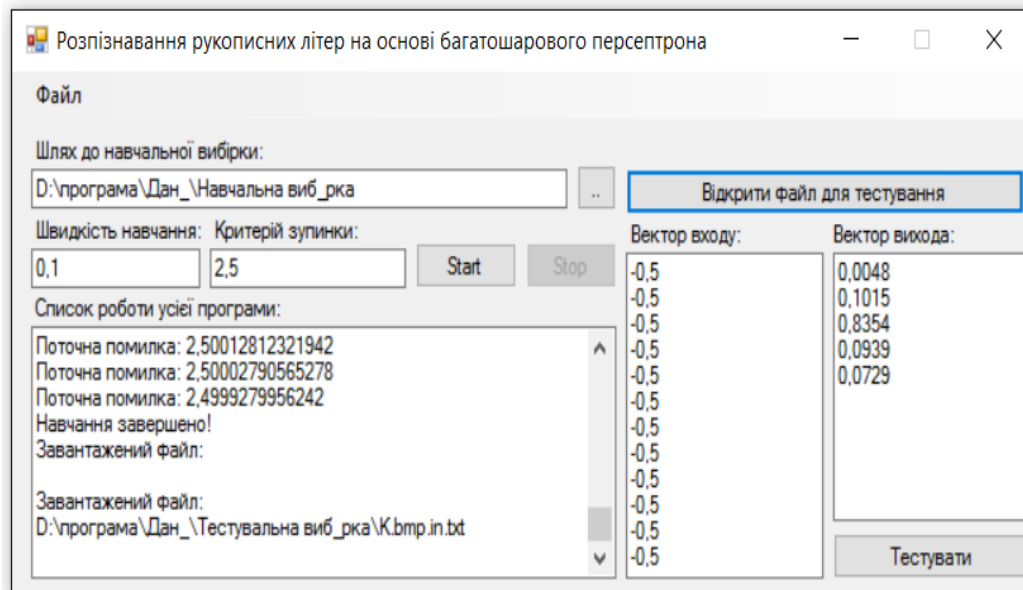 Розпізнавання рукописних літер на основі багатошарового персептрона
Файл
Шлях до навчальної вибірки:
D:\програма\Дан_\Навчальна виб_рка
..
Відкрити файл для тестування
Швидкість навчання: Критерій зупинки:
0,1
2,5
Start
Stop
Список роботи усієї програми:
Поточна помилка: 2,50012812321942
Поточна помилка: 2,50002790565278
Поточна помилка: 2,4999279956242
Навчання завершено!
Завантажений файл:
Завантажений файл:
D:\програма\Дан_\Тестувальна виб_рка\K.bmp.in.txt
Вектор входу:
-0,5
-0,5
-0,5
-0,5
-0,5
-0,5
-0,5
-0,5
-0,5
-0,5
-0,5
-0,5
Вектор вихода:
0,0048
0,1015
0,8354
0,0939
0,0729
Тестувати